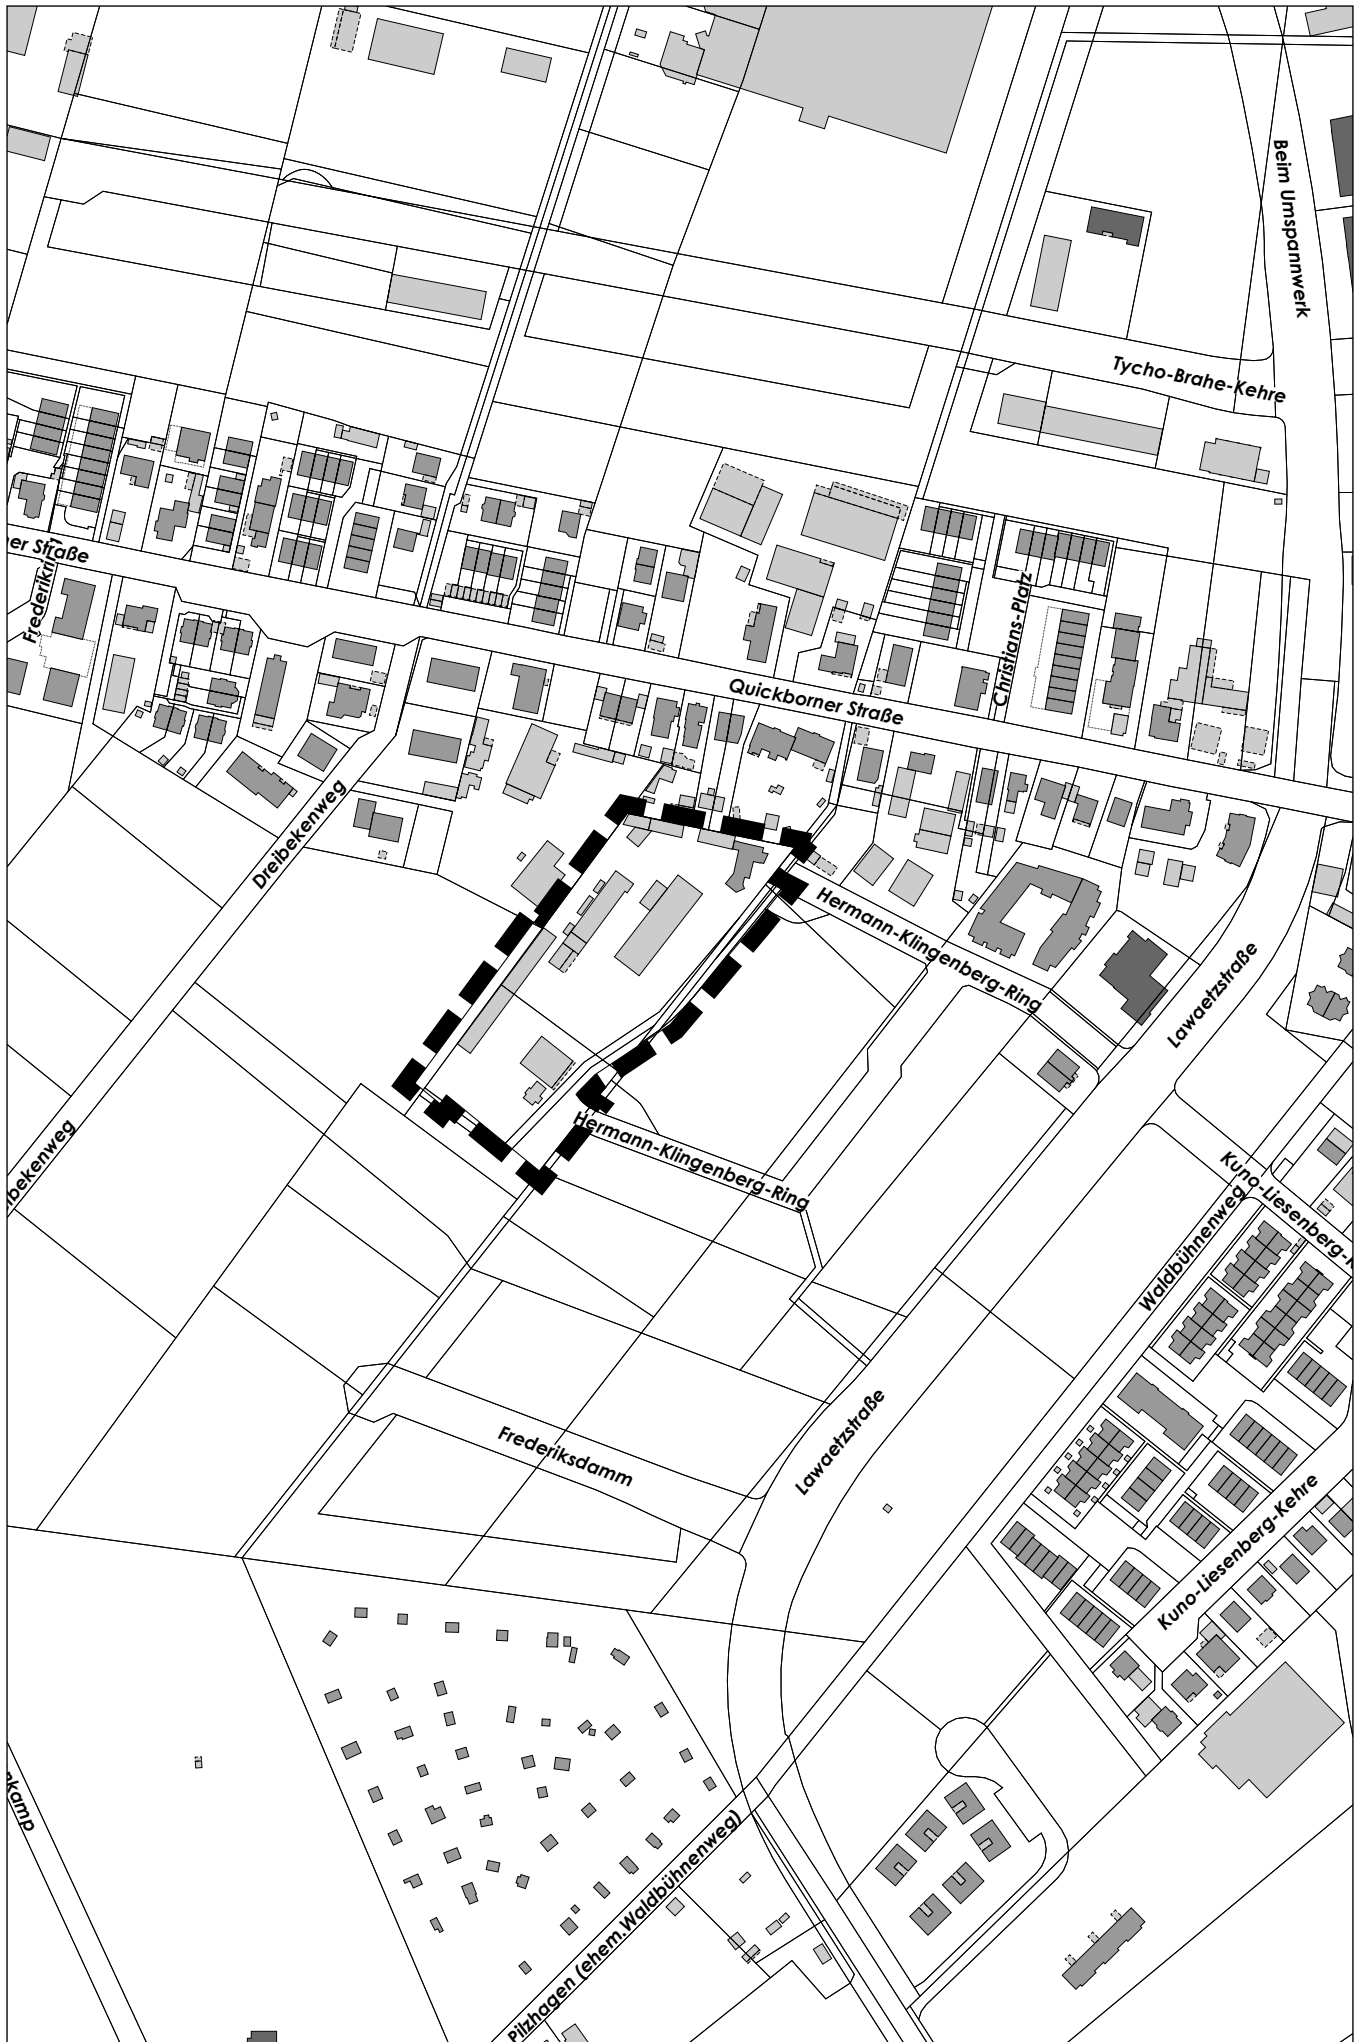 Beim Umspannwerk
Tycho-Brahe-Kehre
er Straße
Christians-Platz
Quickborner Straße
Dreibekenweg
Hermann-Klingenberg-Ring
Lawaetzstraße
ibekenweg
Hermann-Klingenberg-Ring
Kuno-Liesenberg-K
Waldbühnenweg
Frederiksdamm
Lawaetzstraße
Kuno-Liesenberg-Kehre
nkamp
Pilzhagen (ehem.Waldbühnenweg)